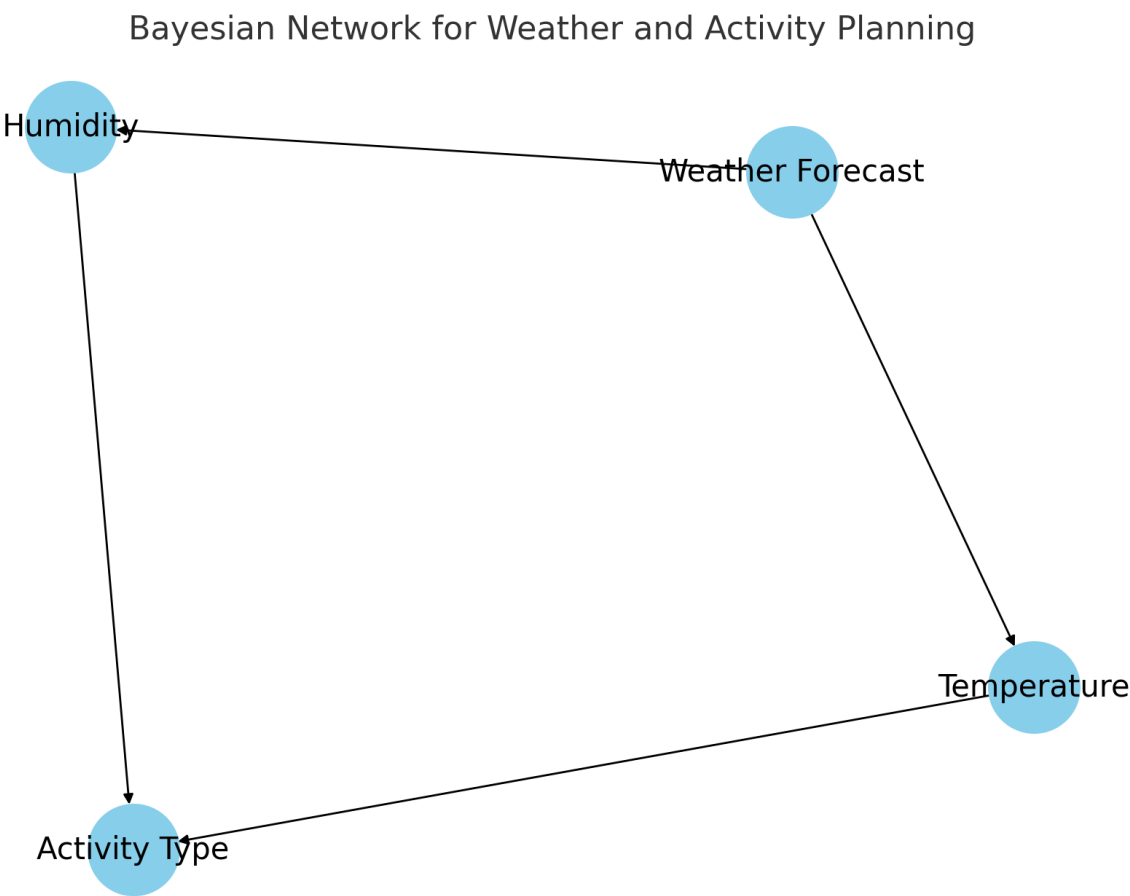 Bayesian Network for Weather and Activity Planning
Humidity
Weather Forecast
Temperature
Activity Type